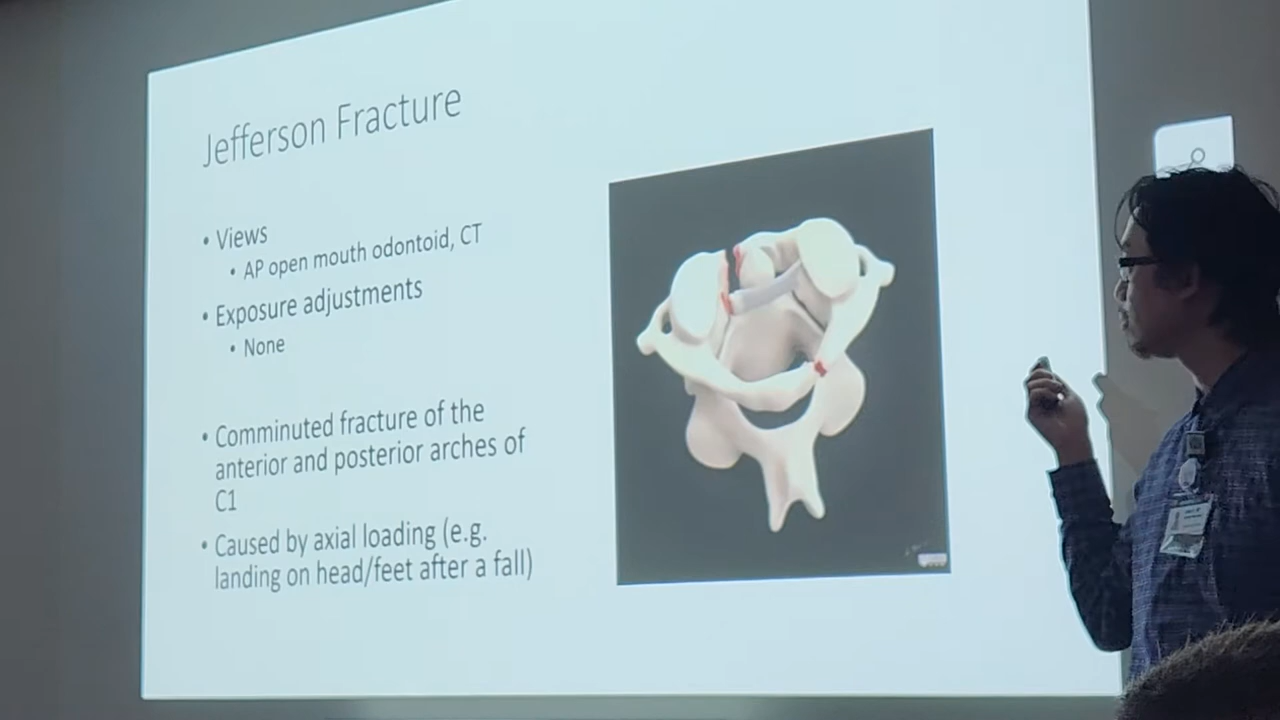 Jefferson Fracture
• Views
• AP open mouth odontoid, CT
• Exposure adjustments
• None
• Comminuted fracture of the
anterior and posterior arches of
C1
• Caused by axial loading (e.g.
landing on head/feet after a fall)